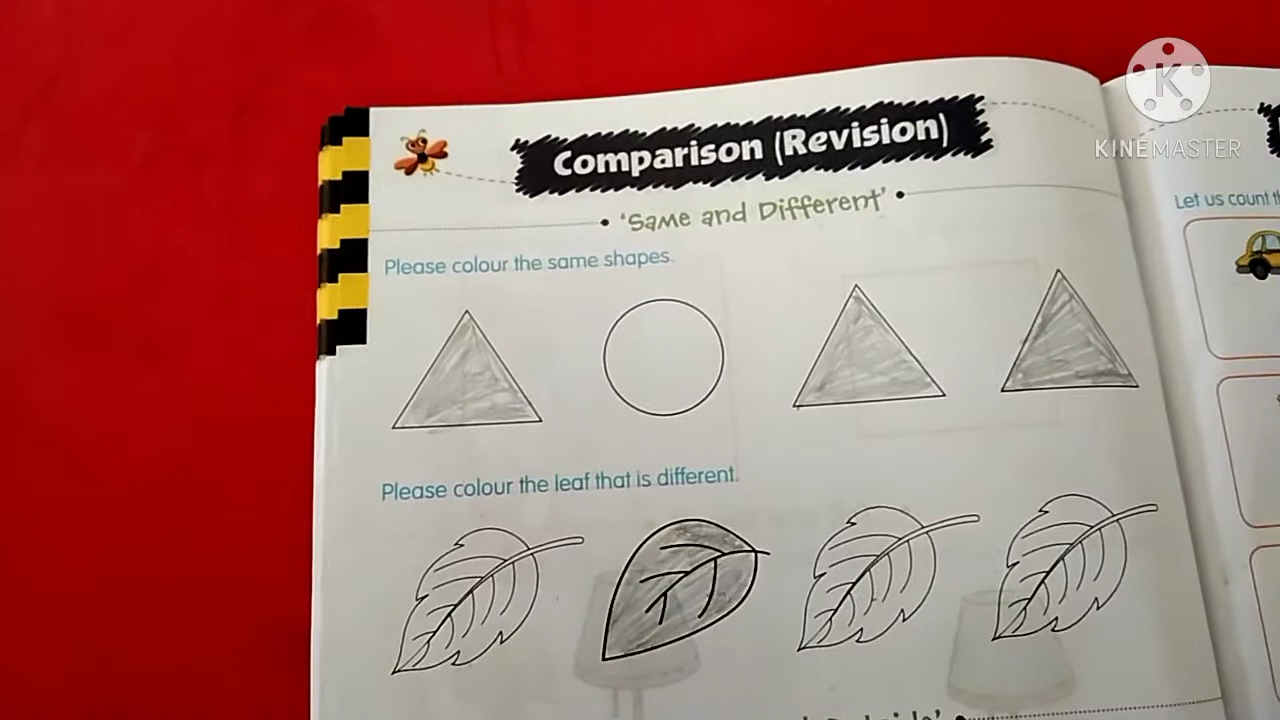 K
KINEMASTER
Comparison (Revision)
'Same and Different'
Please colour the same shapes.
Please colour the leaf that is different.
Let us count